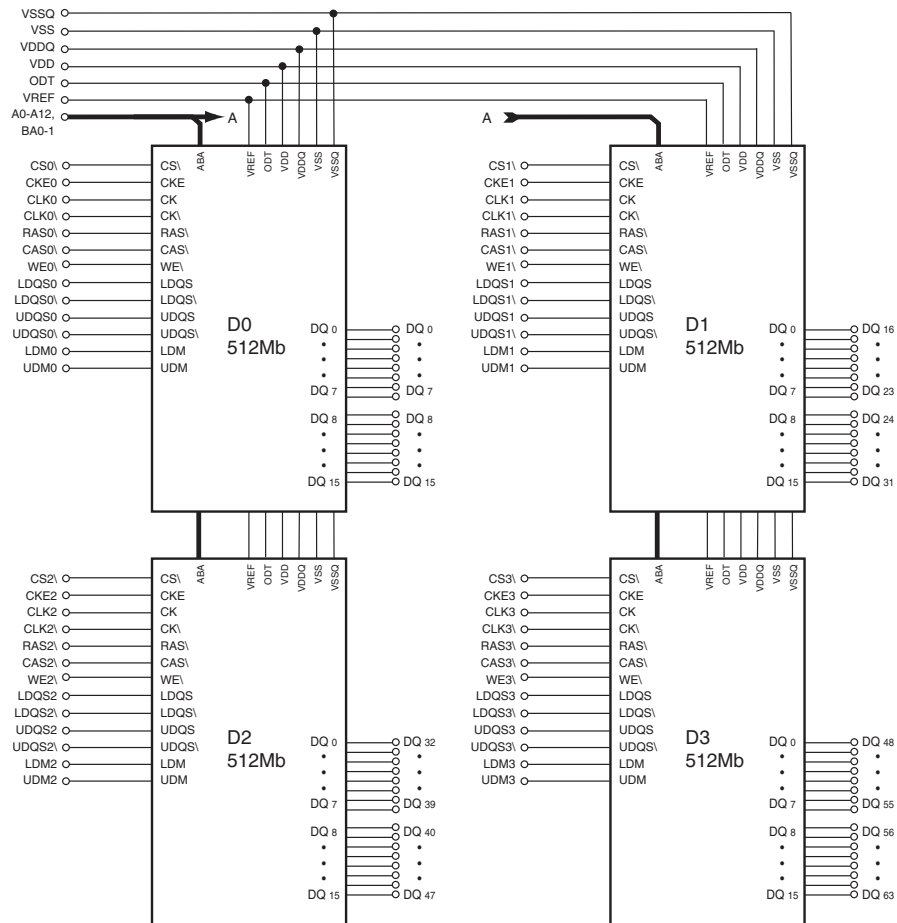 VSSQ
VSS
VDDQ
VDD
ODT
VREF
A0-A12,
BA0-1
A
A
ABA
VREF
ODT
VDD
VDDQ
VSS
VSSQ
CS0\ CS\
CKE0 CKE
CLK0 CK
CLK0\ CK\
RAS0\ RAS\
CAS0\ CAS\
WE0\ WE\
LDQS0 LDQS
LDQS0\ LDQS\
UDQS0 UDQS
UDQS0\ UDQS\
LDM0 LDM
UDM0 UDM
D0
512Mb
DQ 0 DQ 0
DQ 7 DQ 7
DQ 8 DQ 8
DQ 15 DQ 15
ABA
VREF
ODT
VDD
VDDQ
VSS
VSSQ
CS1\ CS\
CKE1 CKE
CLK1 CK
CLK1\ CK\
RAS1\ RAS\
CAS1\ CAS\
WE1\ WE\
LDQS1 LDQS
LDQS1\ LDQS\
UDQS1 UDQS
UDQS1\ UDQS\
LDM1 LDM
UDM1 UDM
D1
512Mb
DQ 0 DQ 16
DQ 7 DQ 23
DQ 8 DQ 24
DQ 15 DQ 31
ABA
VREF
ODT
VDD
VDDQ
VSS
VSSQ
CS2\ CS\
CKE2 CKE
CLK2 CK
CLK2\ CK\
RAS2\ RAS\
CAS2\ CAS\
WE2\ WE\
LDQS2 LDQS
LDQS2\ LDQS\
UDQS2 UDQS
UDQS2\ UDQS\
LDM2 LDM
UDM2 UDM
D2
512Mb
DQ 0 DQ 32
DQ 7 DQ 39
DQ 8 DQ 40
DQ 15 DQ 47
ABA
VREF
ODT
VDD
VDDQ
VSS
VSSQ
CS3\ CS\
CKE3 CKE
CLK3 CK
CLK3\ CK\
RAS3\ RAS\
CAS3\ CAS\
WE3\ WE\
LDQS3 LDQS
LDQS3\ LDQS\
UDQS3 UDQS
UDQS3\ UDQS\
LDM3 LDM
UDM3 UDM
D3
512Mb
DQ 0 DQ 48
DQ 7 DQ 55
DQ 8 DQ 56
DQ 15 DQ 63